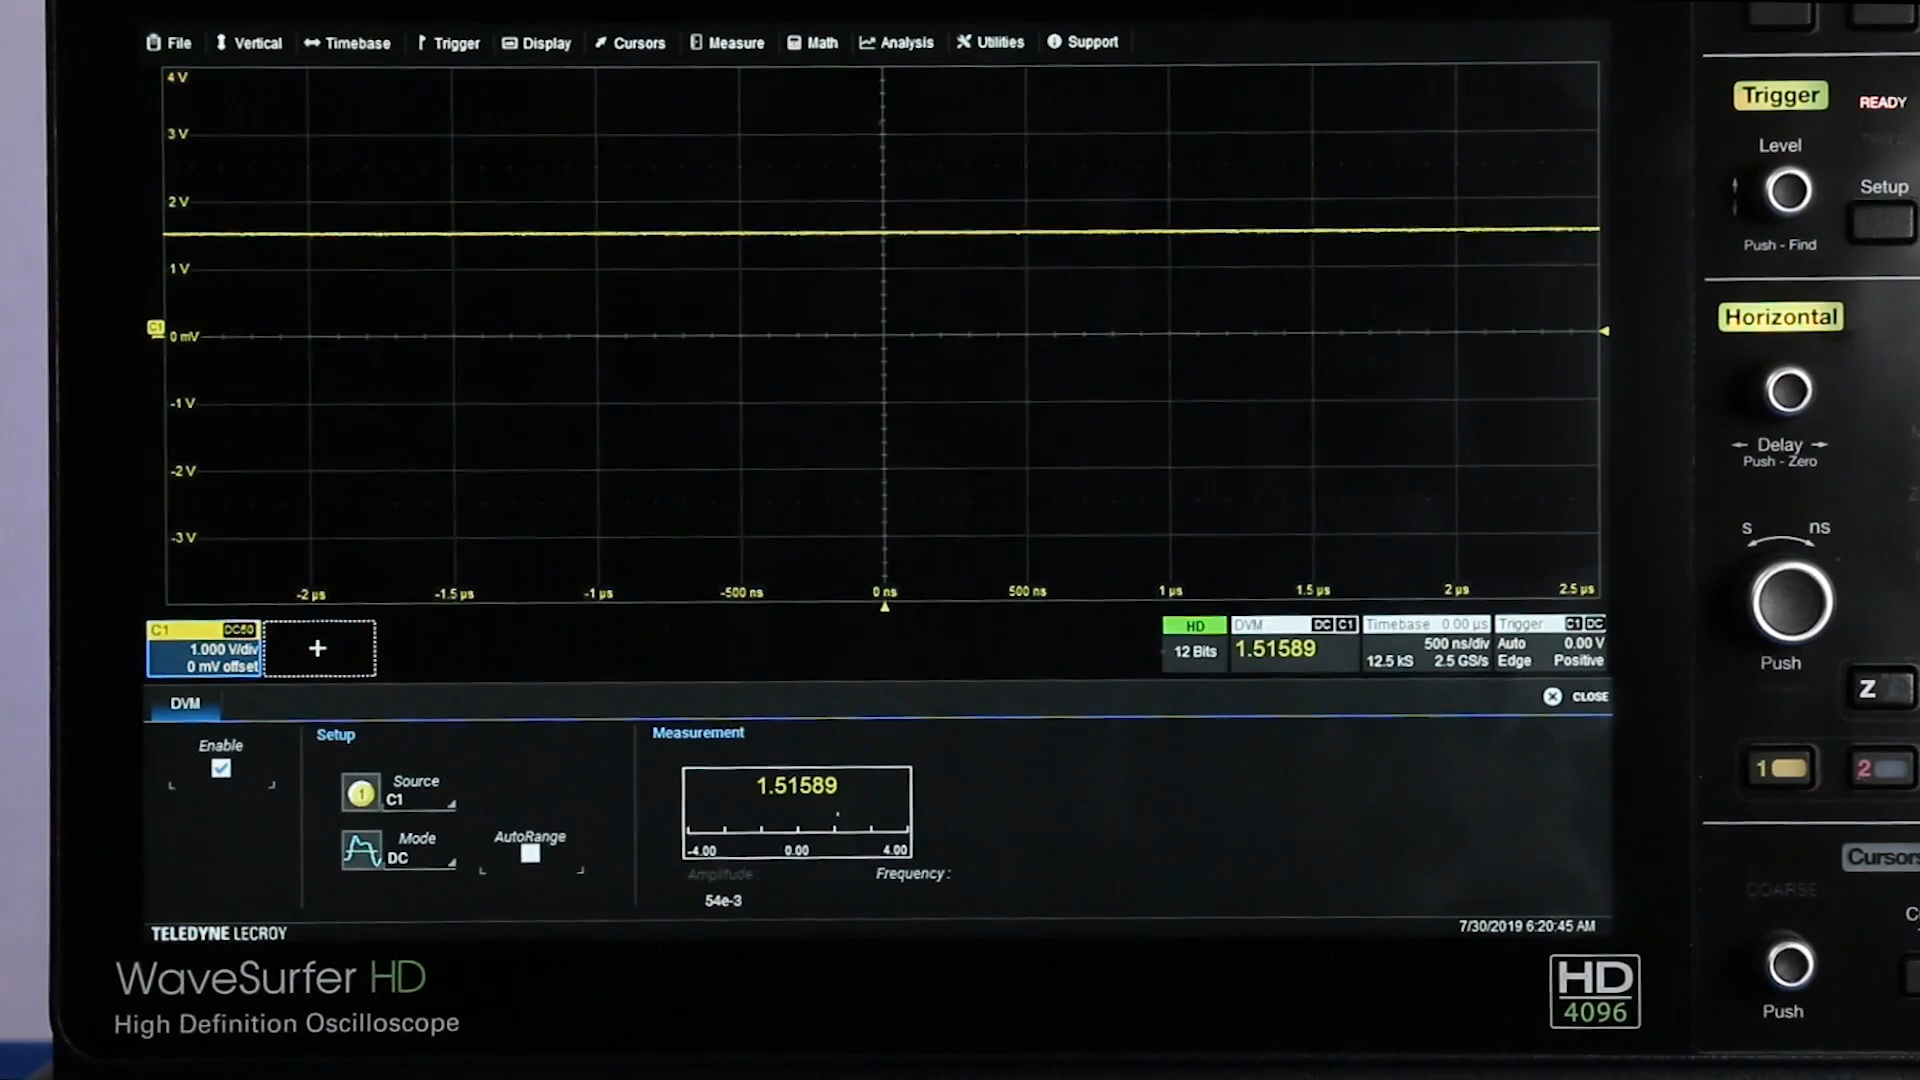 File Vertical Timebase Trigger Display Cursors Measure Math Analysis Utilities Support
4 V
3 V
2 V
1 V
C1
0 mV
-1 V
-2 V
-3 V
-2 µs -1.5 µs -1 µs -500 ns 0 ns 500 ns 1 µs 1.5 µs 2 µs 2.5 µs
C1 DC50
1.000 V/div
0 mV offset
+
HD
12 Bits
DVM DC C1
1.51589
Timebase 0.00 µs
500 ns/div
12.5 kS 2.5 GS/s
Trigger C1 DC
Auto 0.00 V
Edge Positive
DVM
CLOSE
Enable
Setup
Source
C1
Mode
DC
AutoRange
Measurement
1.51589
-4.00 0.00 4.00
Amplitude:
54e-3
Frequency:
TELEDYNE LECROY
7/30/2019 6:20:45 AM
WaveSurfer HD
High Definition Oscilloscope
HD
4096
Trigger
READY
Level
Setup
Push - Find
Horizontal
Delay
Push - Zero
s ns
Push
Z
1
2
Cursors
COARSE
Push